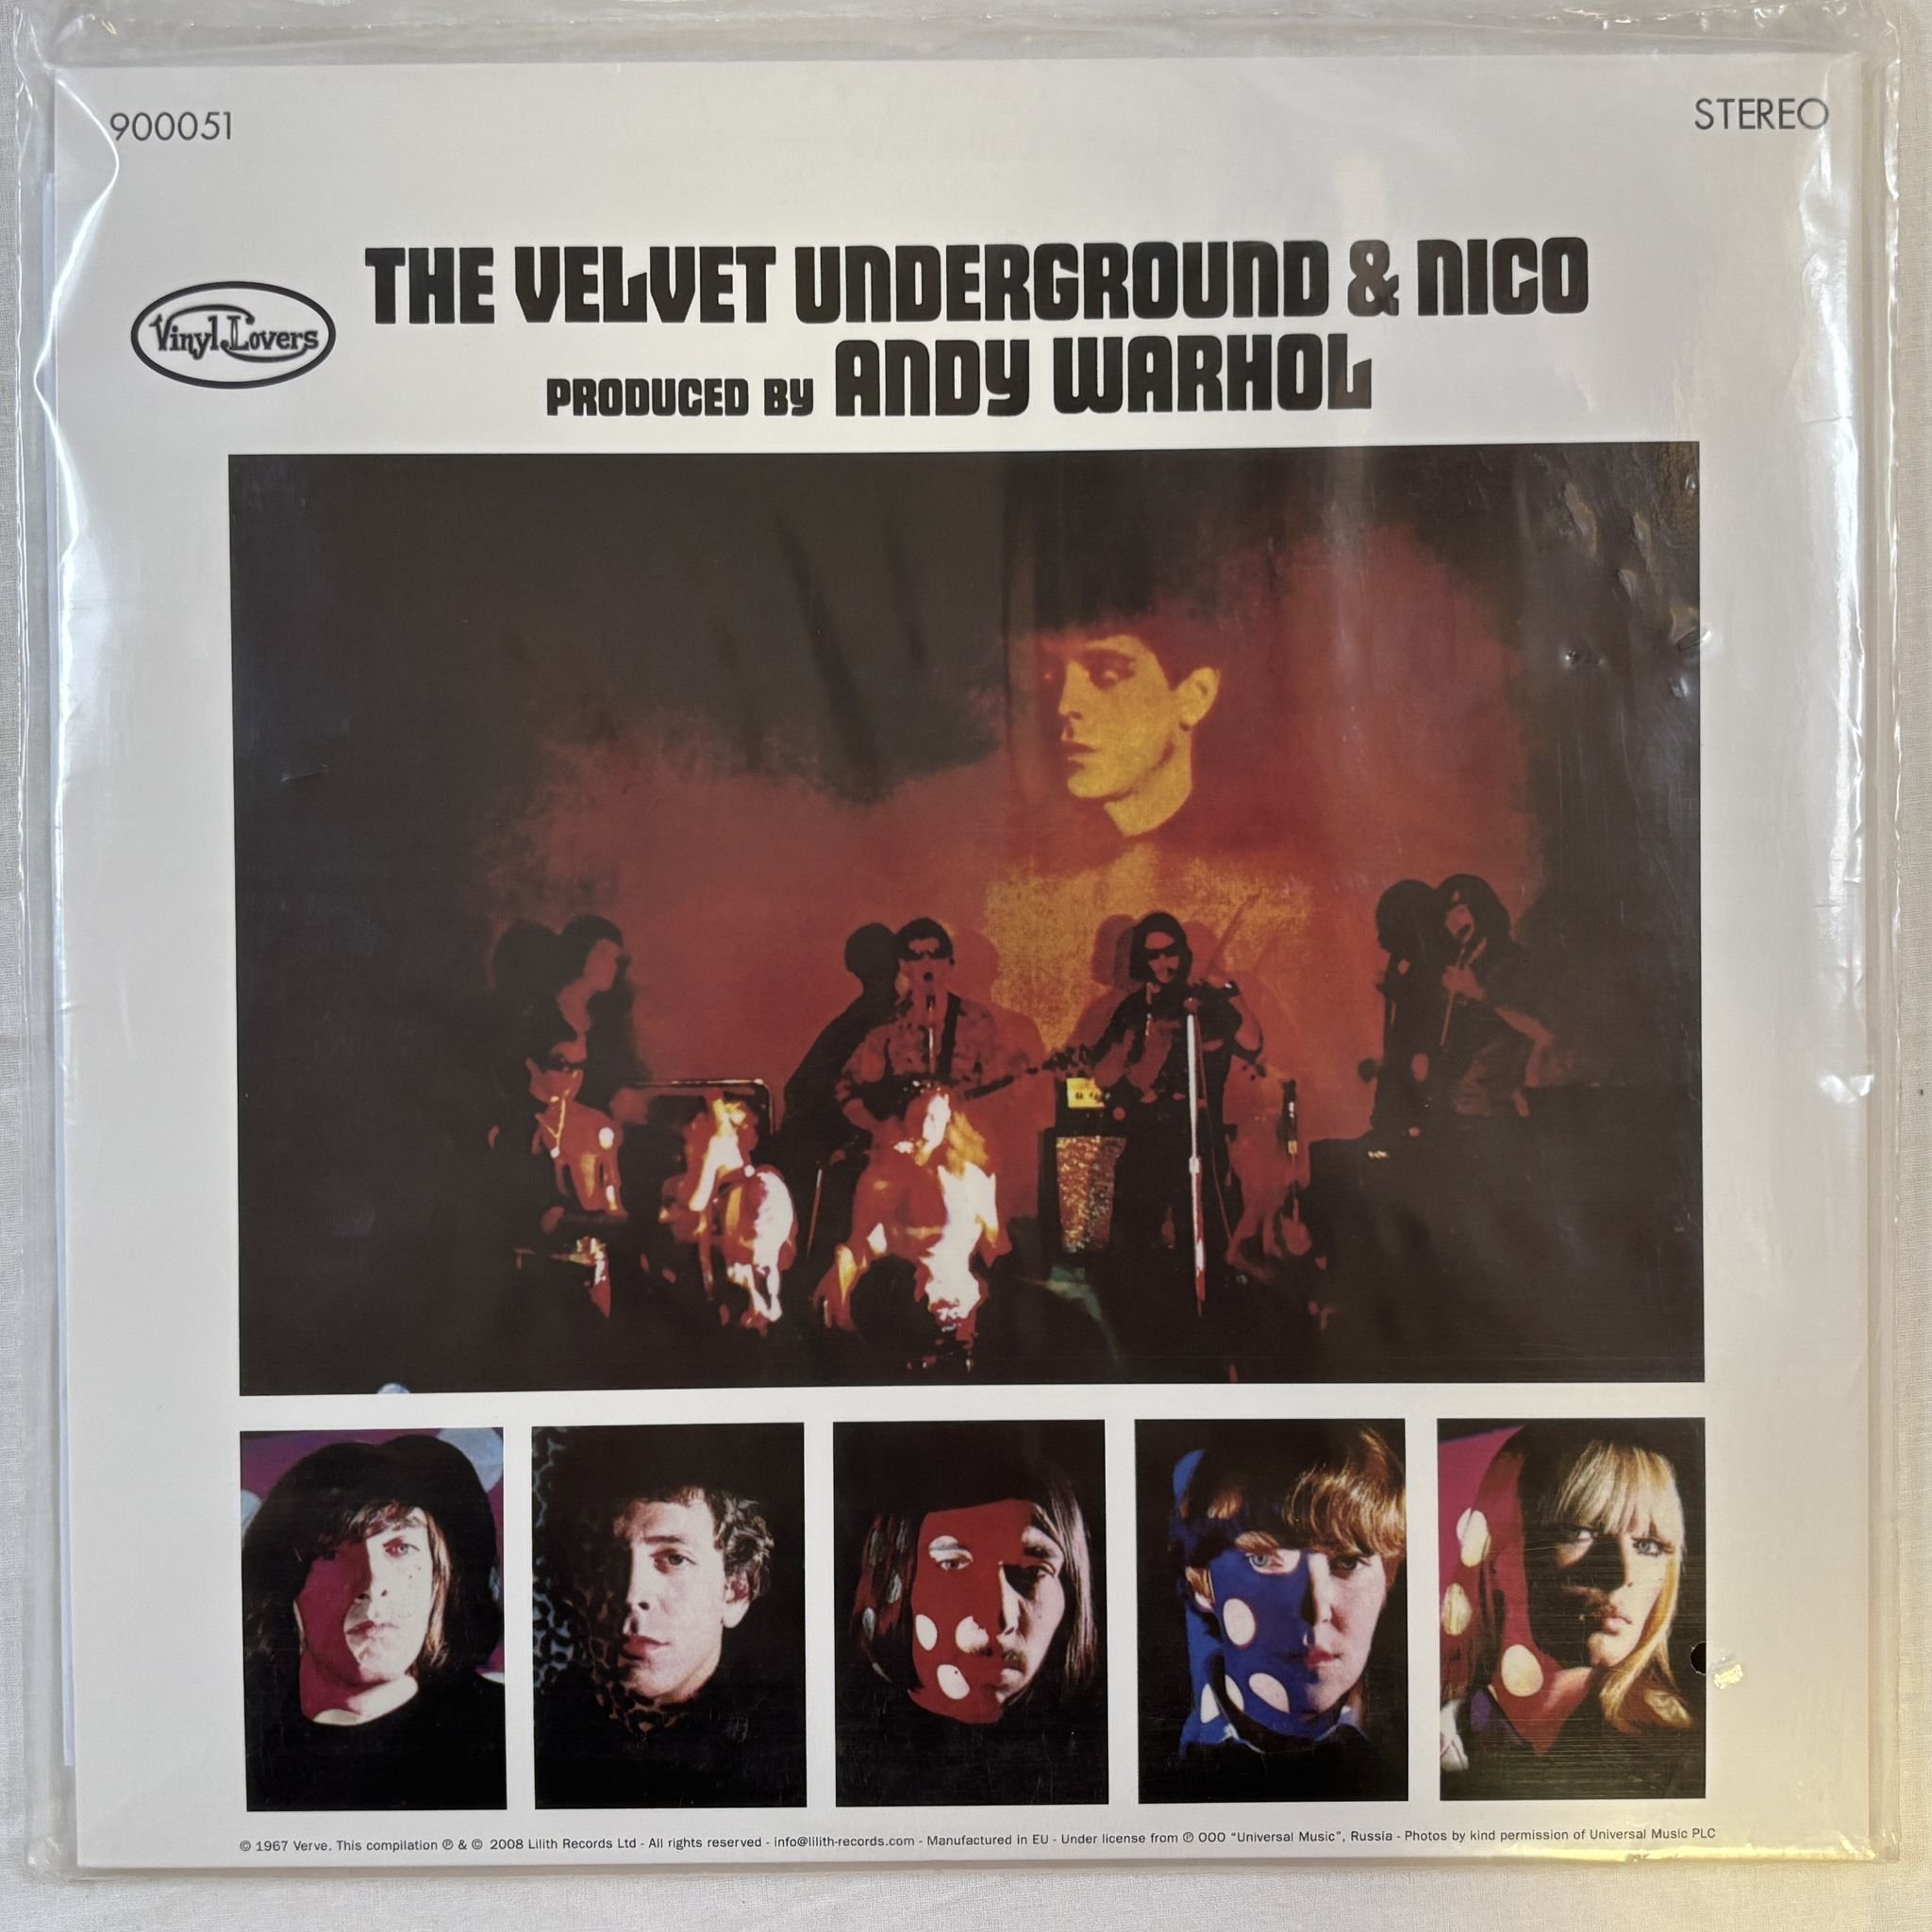 900051
STEREO
THE VELVET UNDERGROUND & NICO
Vinyl Lovers
PRODUCED BY ANDY WARHOL
© 1967 Verve. This compilation ℗ & © 2008 Lilith Records Ltd - All rights reserved - info@lilith-records.com - Manufactured in EU - Under license from ℗ OOO "Universal Music", Russia - Photos by kind permission of Universal Music PLC